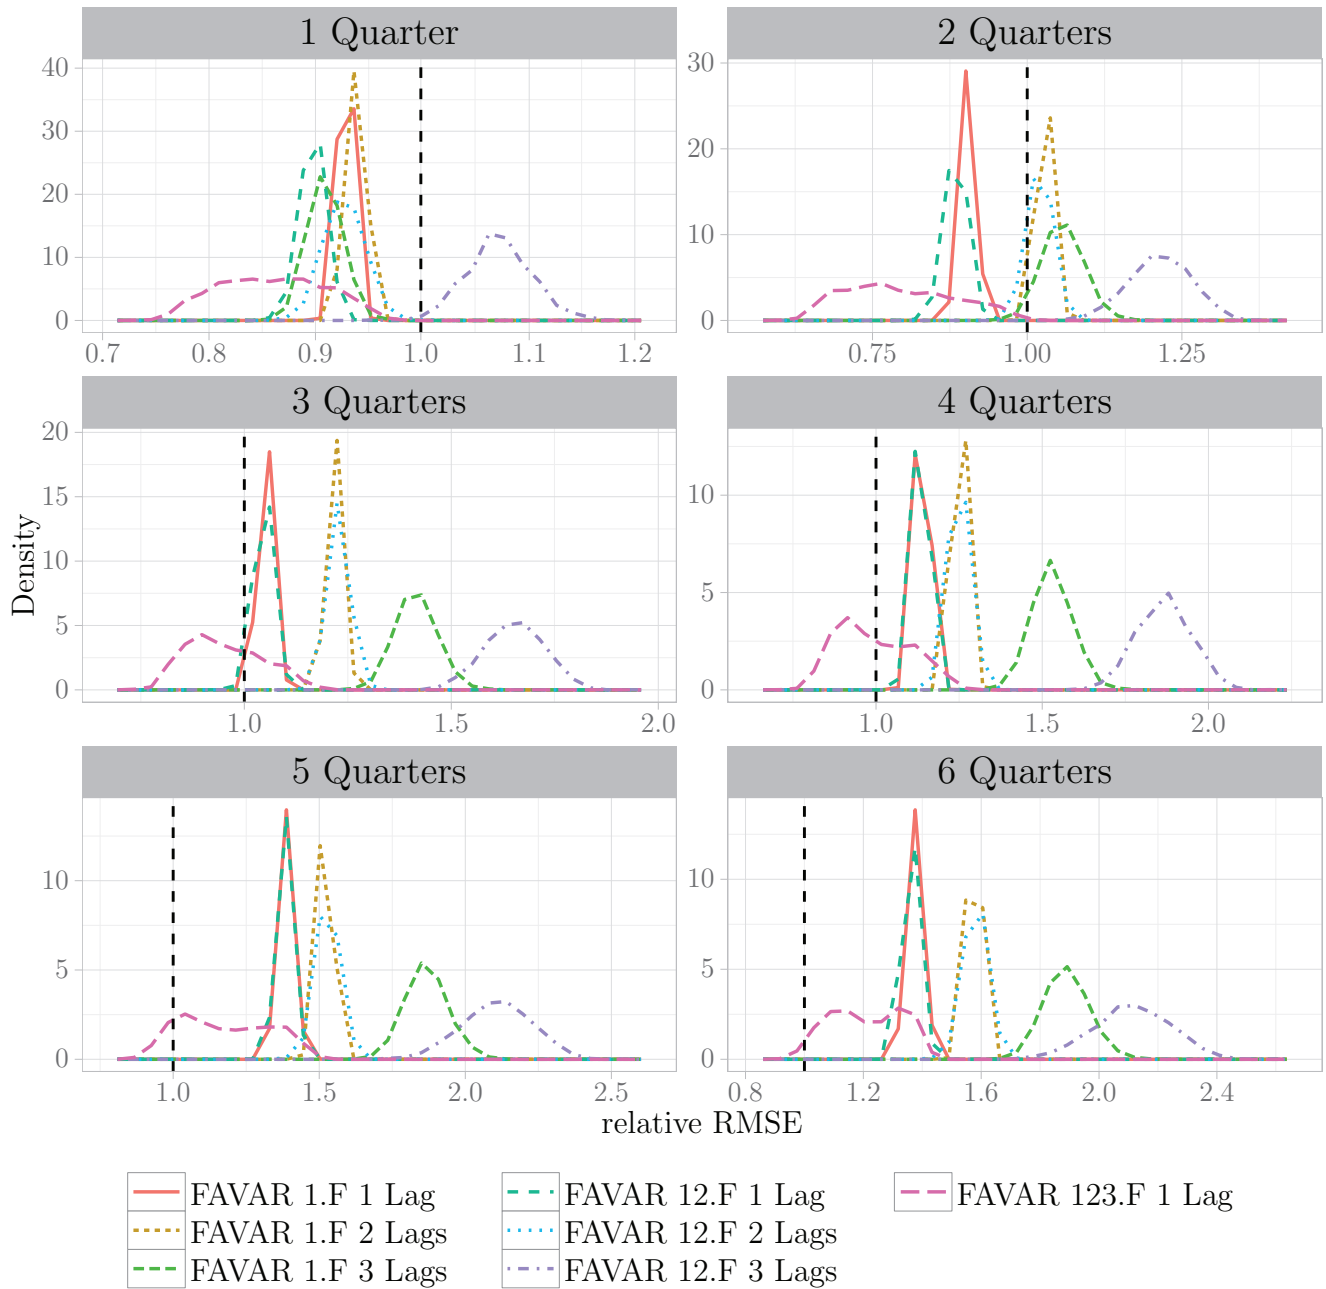 1 Quarter
2 Quarters
40
30
20
10
0
0.7 0.8 0.9 1.0 1.1 1.2
30
20
10
0
0.75 1.00 1.25
3 Quarters
4 Quarters
20
15
10
5
0
1.0 1.5 2.0
10
5
0
1.0 1.5 2.0
Density
5 Quarters
6 Quarters
10
5
0
1.0 1.5 2.0 2.5
10
5
0
0.8 1.2 1.6 2.0 2.4
relative RMSE
FAVAR 1.F 1 Lag
FAVAR 1.F 2 Lags
FAVAR 1.F 3 Lags
FAVAR 12.F 1 Lag
FAVAR 12.F 2 Lags
FAVAR 12.F 3 Lags
FAVAR 123.F 1 Lag